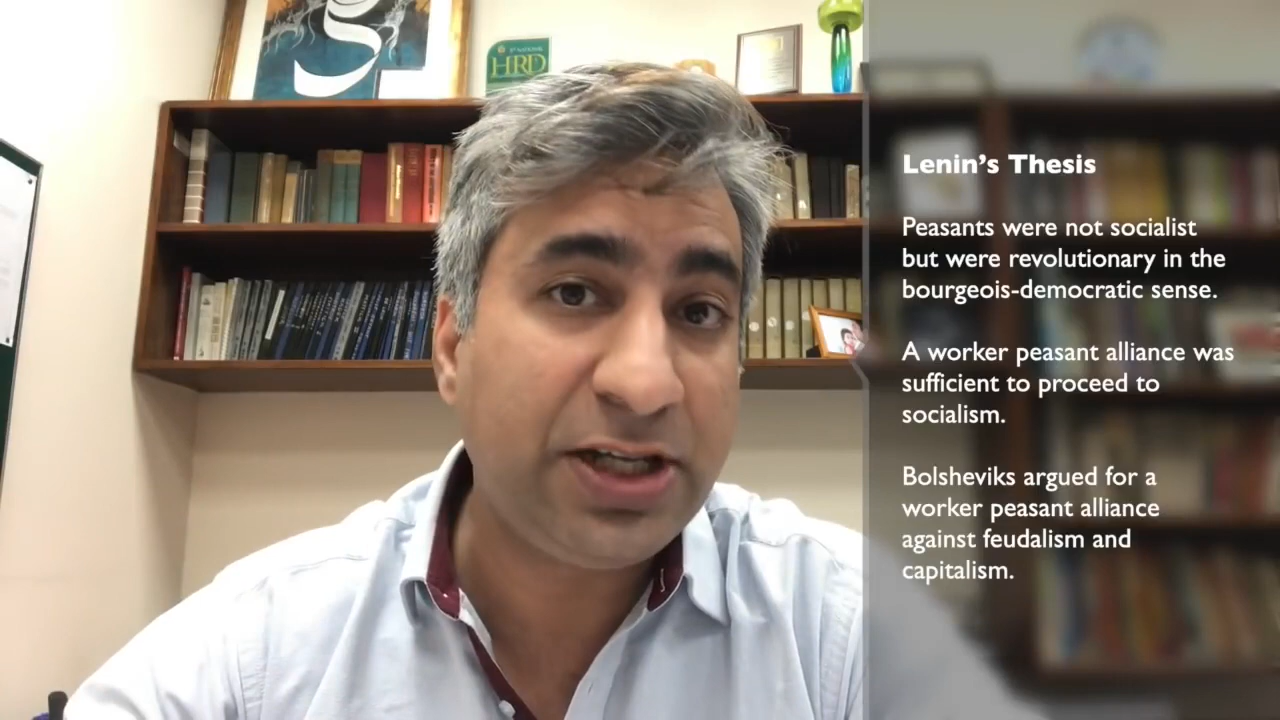 HRD
Lenin's Thesis
Peasants were not socialist
but were revolutionary in the
bourgeois-democratic sense.
A worker peasant alliance was
sufficient to proceed to
socialism.
Bolsheviks argued for a
worker peasant alliance
against feudalism and
capitalism.